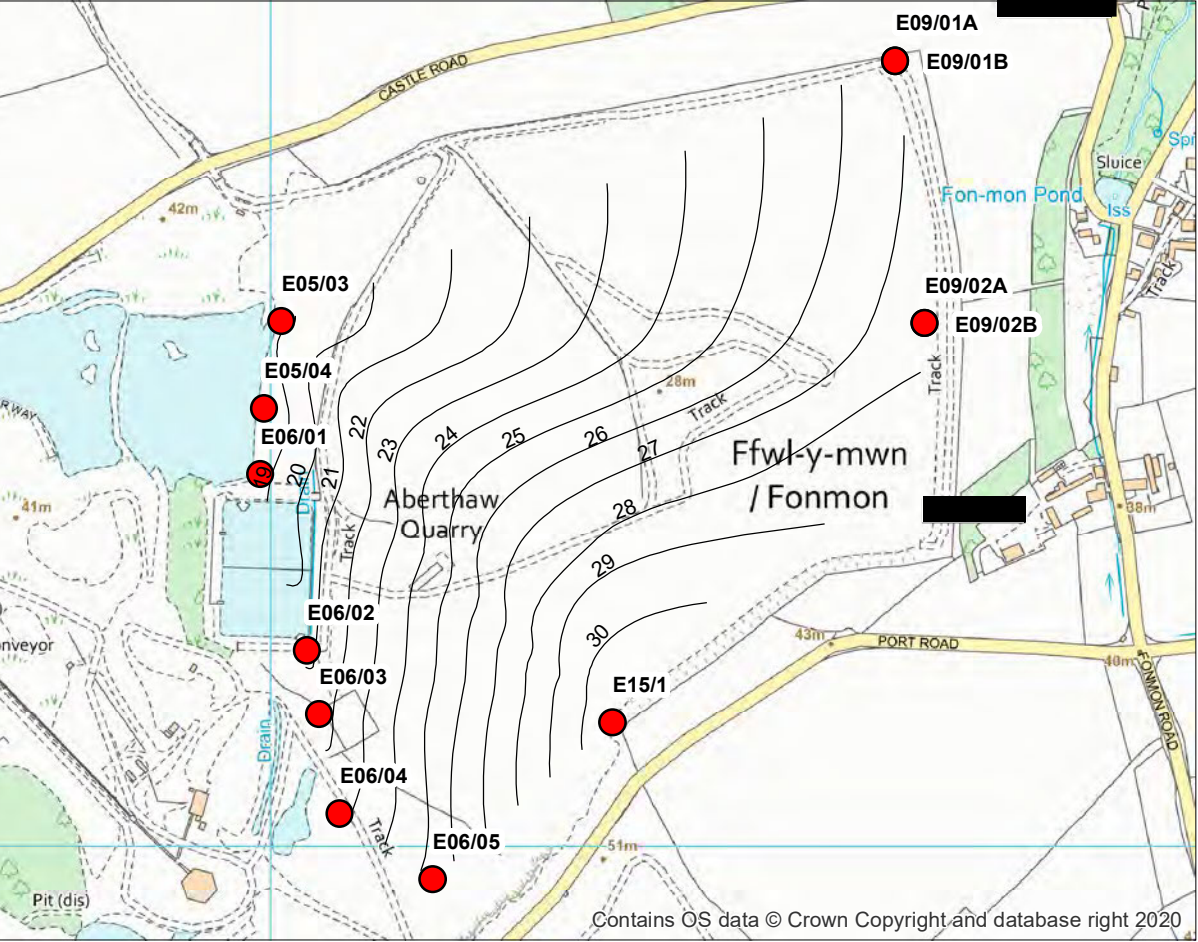 E09/01A
E09/01B
CASTLE ROAD
Sluice
Spr
Fon-mon Pond
Iss
42m
E05/03
E09/02A
E09/02B
Track
Track
E05/04
28m
Track
RWAY
E06/01
22
23
24
25
26
27
19
20
21
Drain
Ffwl-y-mwn
/ Fonmon
Aberthaw
Quarry
41m
28
38m
Track
29
E06/02
30
onveyor
43m
PORT ROAD
40m
FONMON ROAD
E06/03
E15/1
Drain
E06/04
Track
E06/05
51m
Pit (dis)
Contains OS data © Crown Copyright and database right 2020